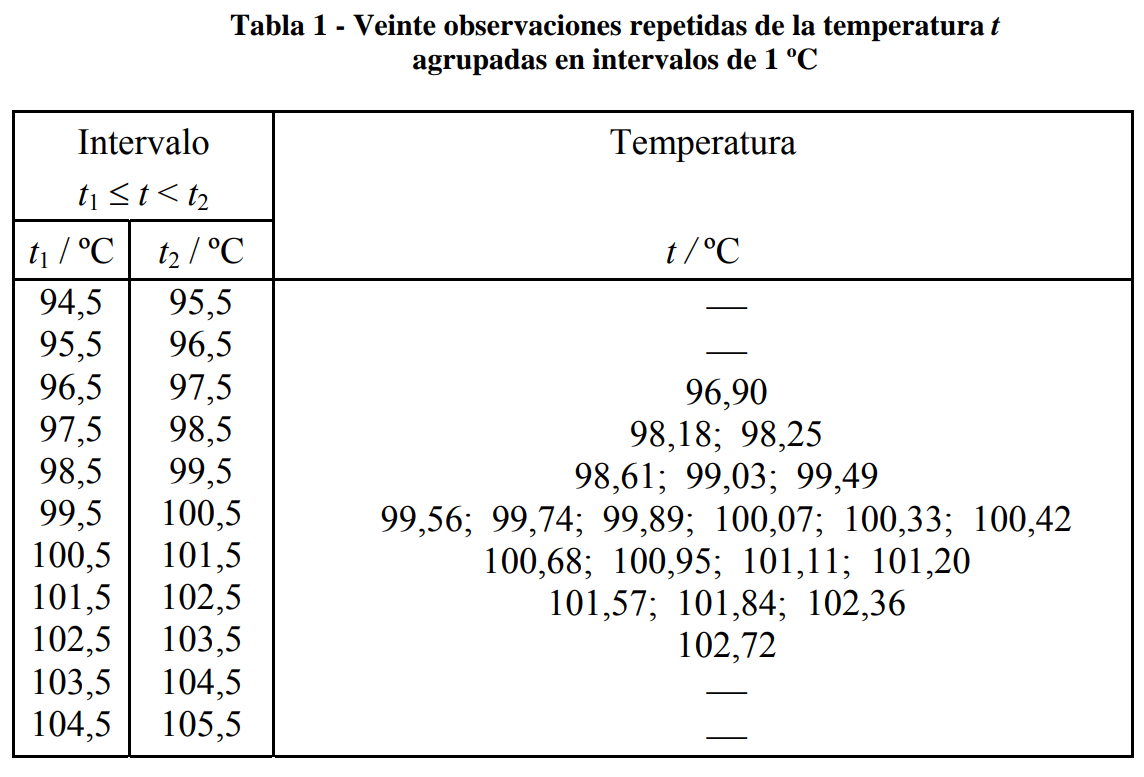 Tabla 1 - Veinte observaciones repetidas de la temperatura t
agrupadas en intervalos de 1 ºC
Intervalo Temperatura
t1 ≤ t < t2
t1 / ºC t2 / ºC t / ºC
94,5 95,5 —
95,5 96,5 —
96,5 97,5 96,90
97,5 98,5 98,18; 98,25
98,5 99,5 98,61; 99,03; 99,49
99,5 100,5 99,56; 99,74; 99,89; 100,07; 100,33; 100,42
100,5 101,5 100,68; 100,95; 101,11; 101,20
101,5 102,5 101,57; 101,84; 102,36
102,5 103,5 102,72
103,5 104,5 —
104,5 105,5 —